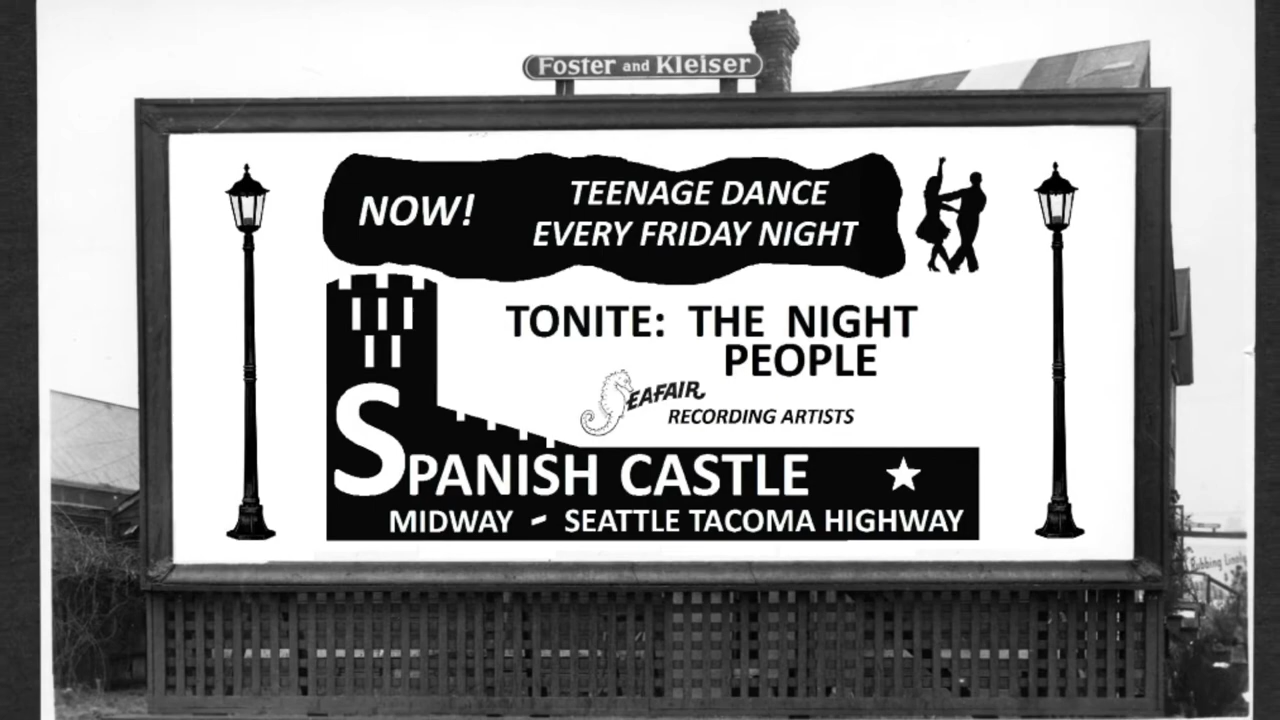 Foster and Kleiser
NOW!
TEENAGE DANCE
EVERY FRIDAY NIGHT
TONITE: THE NIGHT
PEOPLE
SEAFAIR
RECORDING ARTISTS
SPANISH CASTLE
MIDWAY - SEATTLE TACOMA HIGHWAY